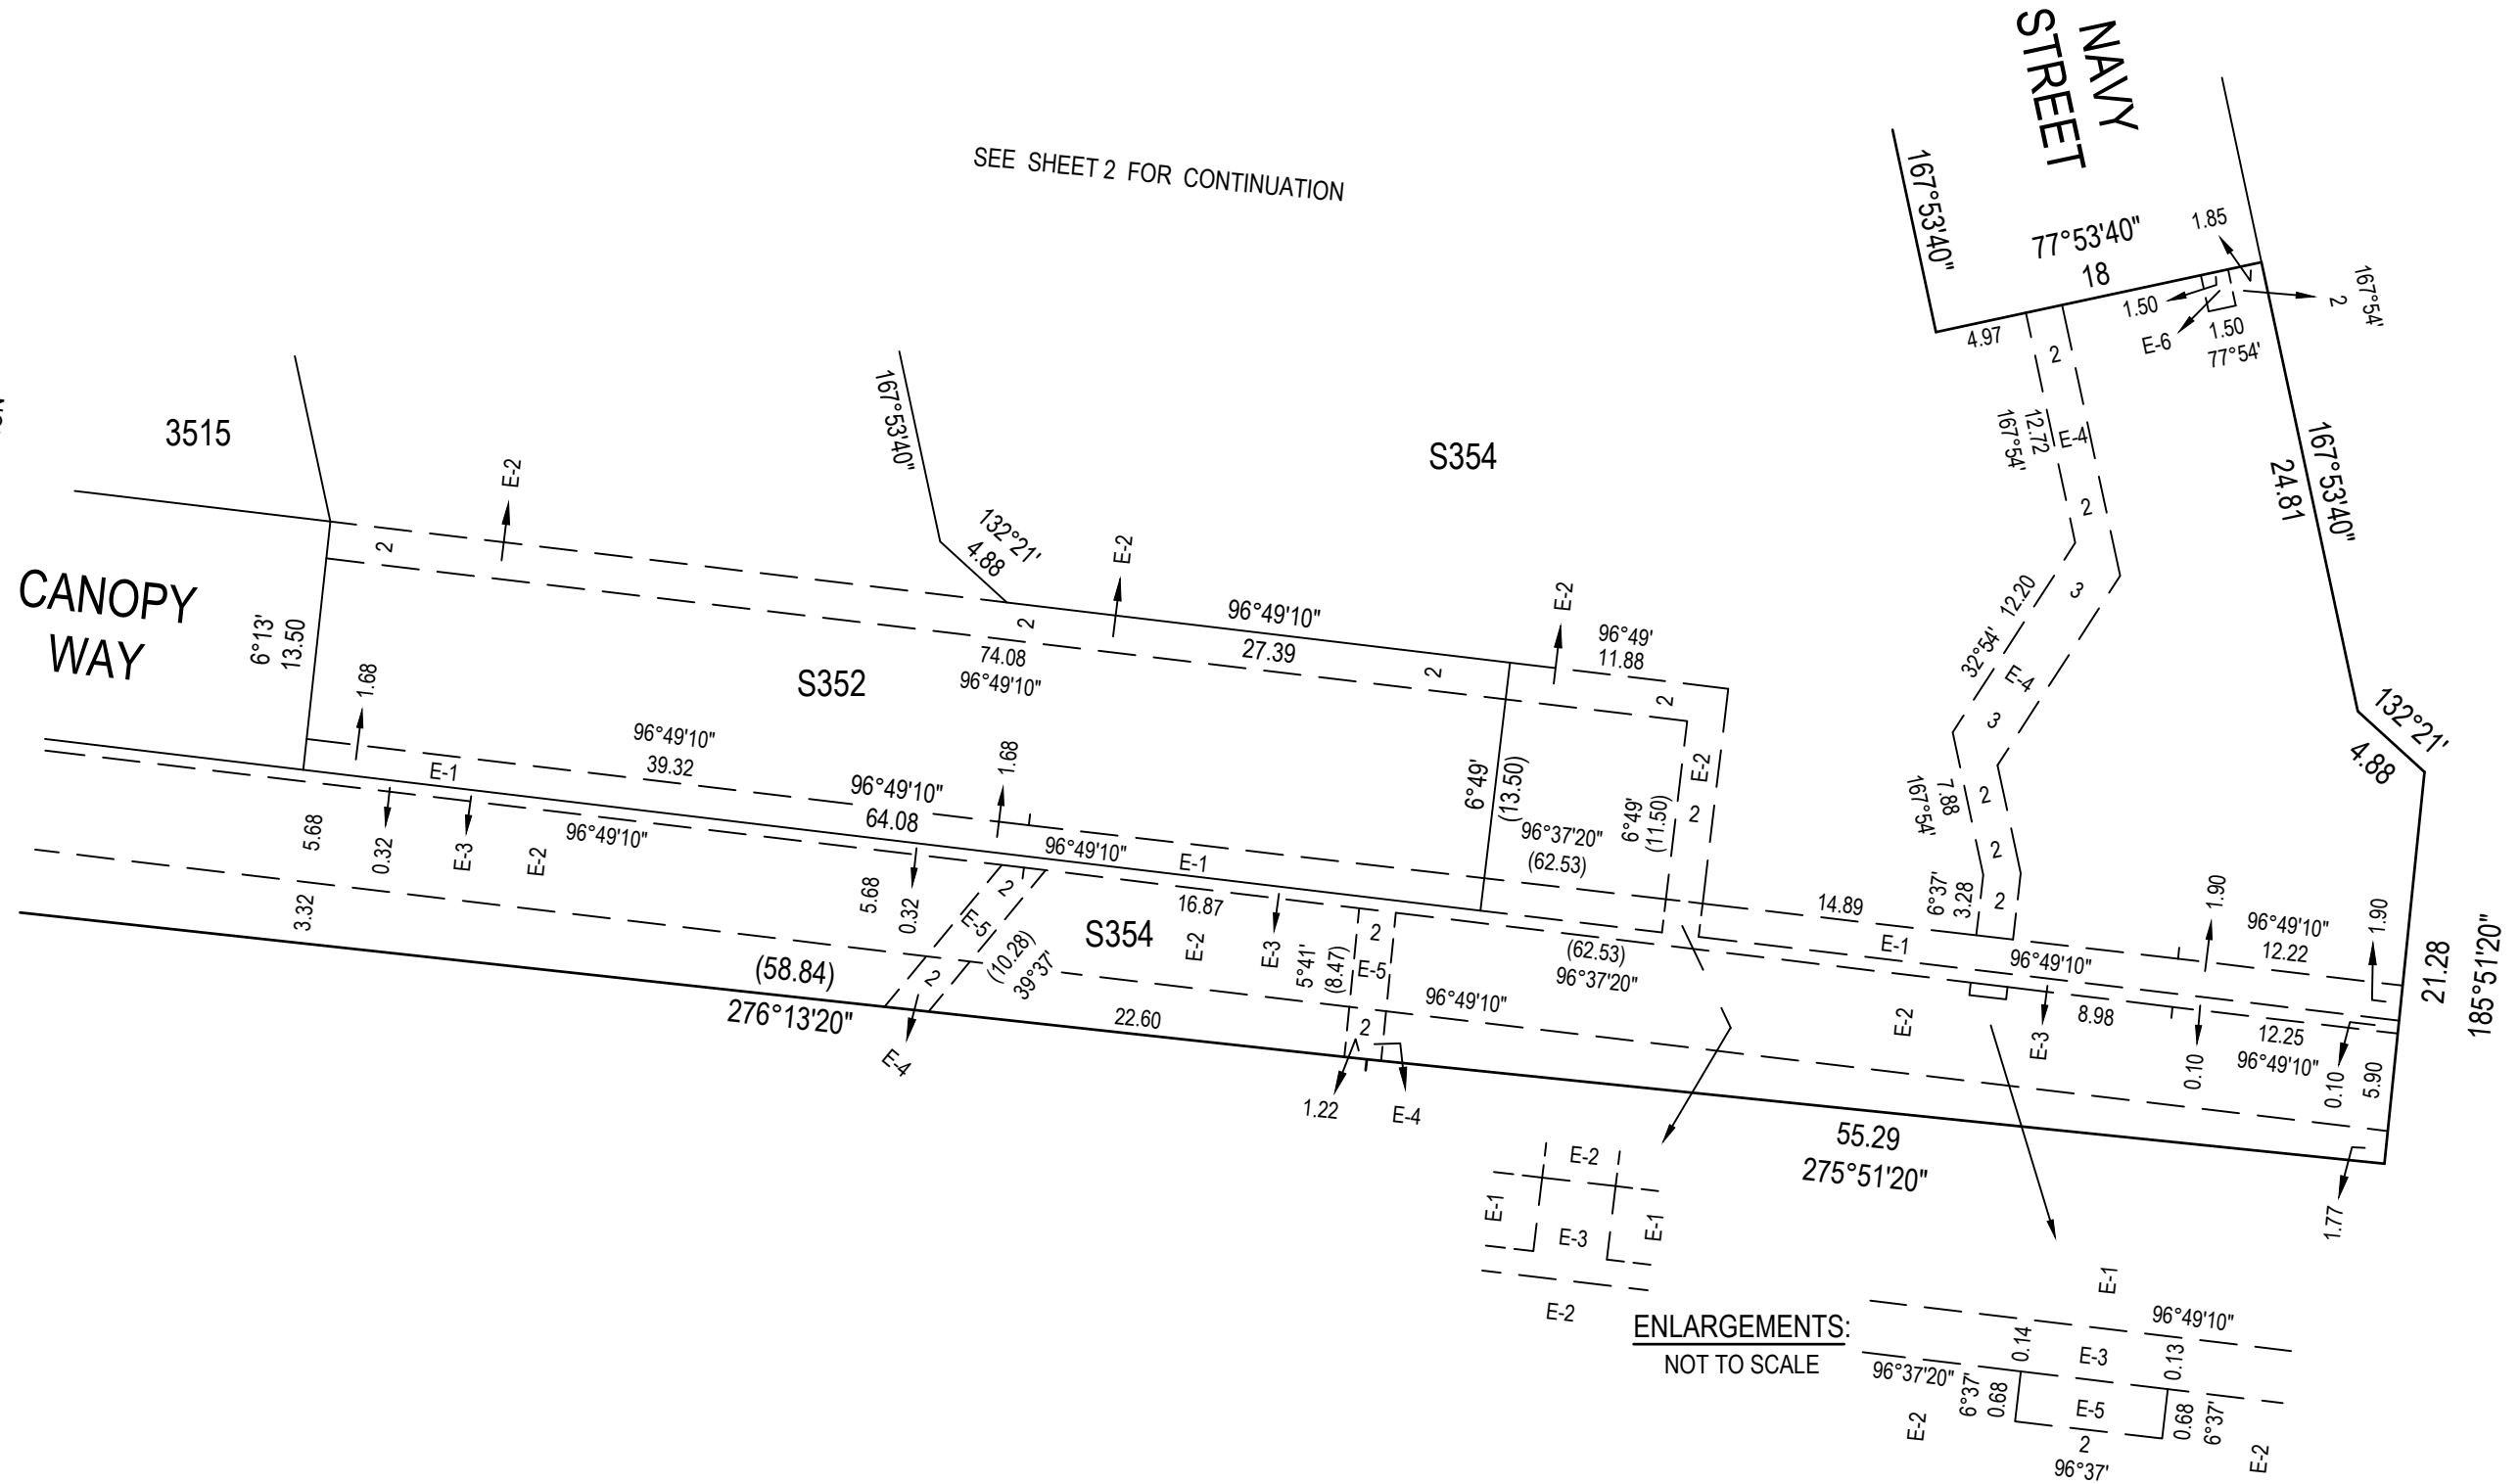 NAVY
STREET
SEE SHEET 2 FOR CONTINUATION
167°53'40"
77°53'40"
18
1.85
167°54'
2
1.50
4.97
E-6
1.50
77°54'
2
3515
167°53'40"
S354
12.72
167°54'
E-4
167°53'40"
24.81
E-2
2
132°21'
4.88
E-2
2
CANOPY
WAY
6°13'
13.50
2
96°49'10"
27.39
74.08
96°49'10"
E-2
96°49'
11.88
2
2
12.20
32°54'
3
E-4
3
S352
1.68
96°49'10"
39.32
E-1
96°49'10"
64.08
1.68
6°49'
(13.50)
6°49'
(11.50)
E-2
2
132°21'
4.88
7.88
167°54'
2
2
2
5.68
0.32
E-3
E-2
96°49'10"
96°49'10"
E-1
96°37'20"
(62.53)
14.89
6°37'
3.28
1.90
96°49'10"
12.22
1.90
3.32
5.68
0.32
2
E-5
2
(10.28)
39°37'
16.87
S354
E-2
E-3
5°41'
(8.47)
2
E-5
2
(62.53)
96°37'20"
96°49'10"
E-1
96°49'10"
21.28
185°51'20"
(58.84)
276°13'20"
E-4
22.60
1.22
E-4
E-2
E-3
8.98
0.10
12.25
96°49'10"
0.10
5.90
55.29
275°51'20"
1.77
E-2
E-1
E-3
E-1
E-2
ENLARGEMENTS:
NOT TO SCALE
E-1
96°49'10"
0.14
E-3
0.13
96°37'20"
6°37'
0.68
E-5
0.68
6°37'
E-2
2
96°37'
E-2